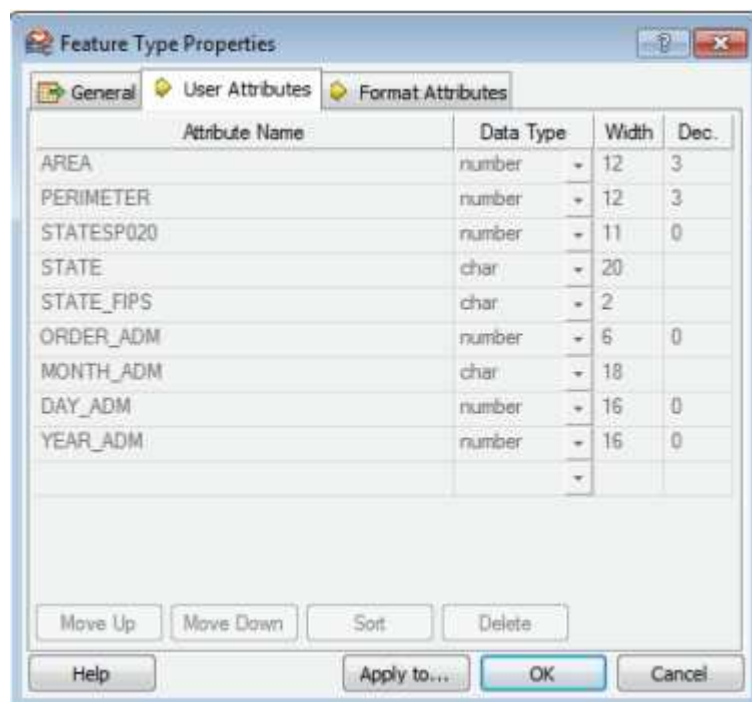 Feature Type Properties
General User Attributes Format Attributes
Attribute Name Data Type Width Dec.
AREA number 12 3
PERIMETER number 12 3
STATESP020 number 11 0
STATE char 20
STATE_FIPS char 2
ORDER_ADM number 6 0
MONTH_ADM char 18
DAY_ADM number 16 0
YEAR_ADM number 16 0
Move Up Move Down Sort Delete
Help Apply to... OK Cancel